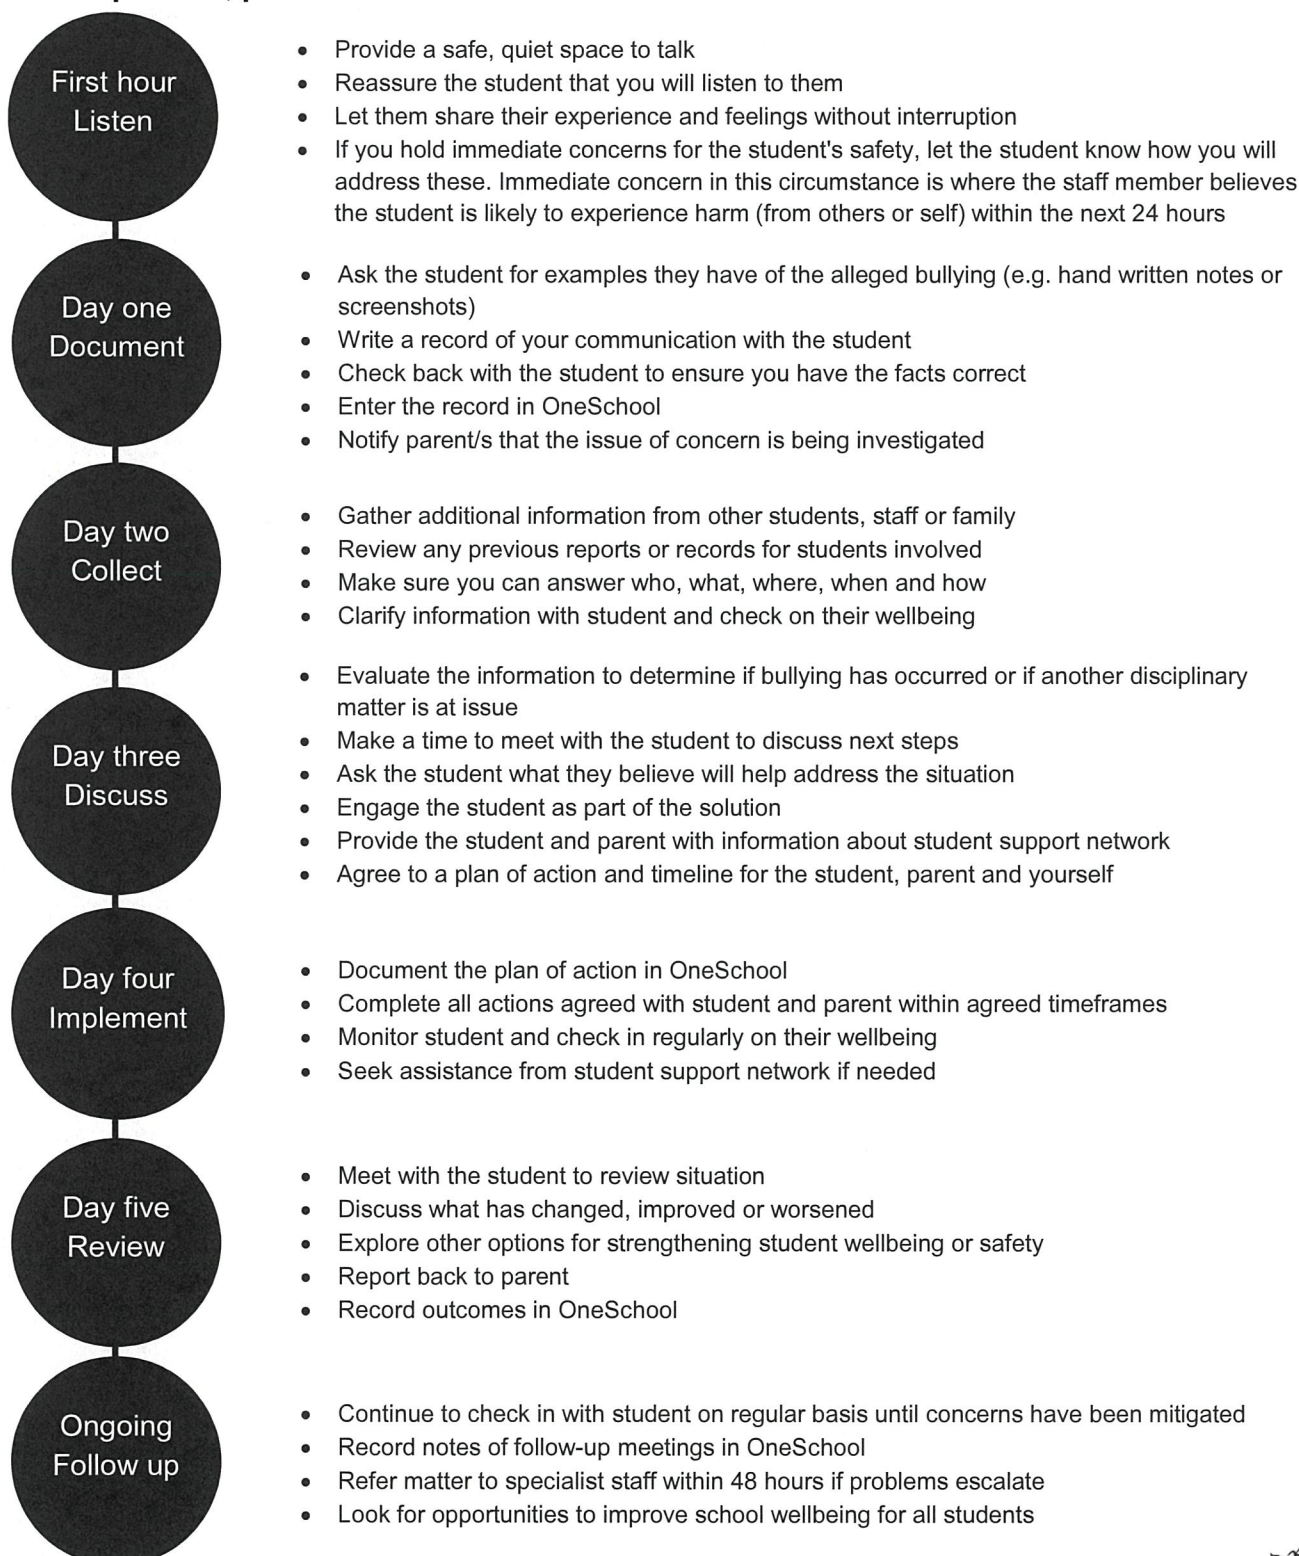 First hour
Listen
• Provide a safe, quiet space to talk
• Reassure the student that you will listen to them
• Let them share their experience and feelings without interruption
• If you hold immediate concerns for the student's safety, let the student know how you will
address these. Immediate concern in this circumstance is where the staff member believes
the student is likely to experience harm (from others or self) within the next 24 hours
Day one
Document
• Ask the student for examples they have of the alleged bullying (e.g. hand written notes or
screenshots)
• Write a record of your communication with the student
• Check back with the student to ensure you have the facts correct
• Enter the record in OneSchool
• Notify parent/s that the issue of concern is being investigated
Day two
Collect
• Gather additional information from other students, staff or family
• Review any previous reports or records for students involved
• Make sure you can answer who, what, where, when and how
• Clarify information with student and check on their wellbeing
Day three
Discuss
• Evaluate the information to determine if bullying has occurred or if another disciplinary
matter is at issue
• Make a time to meet with the student to discuss next steps
• Ask the student what they believe will help address the situation
• Engage the student as part of the solution
• Provide the student and parent with information about student support network
• Agree to a plan of action and timeline for the student, parent and yourself
Day four
Implement
• Document the plan of action in OneSchool
• Complete all actions agreed with student and parent within agreed timeframes
• Monitor student and check in regularly on their wellbeing
• Seek assistance from student support network if needed
Day five
Review
• Meet with the student to review situation
• Discuss what has changed, improved or worsened
• Explore other options for strengthening student wellbeing or safety
• Report back to parent
• Record outcomes in OneSchool
Ongoing
Follow up
• Continue to check in with student on regular basis until concerns have been mitigated
• Record notes of follow-up meetings in OneSchool
• Refer matter to specialist staff within 48 hours if problems escalate
• Look for opportunities to improve school wellbeing for all students